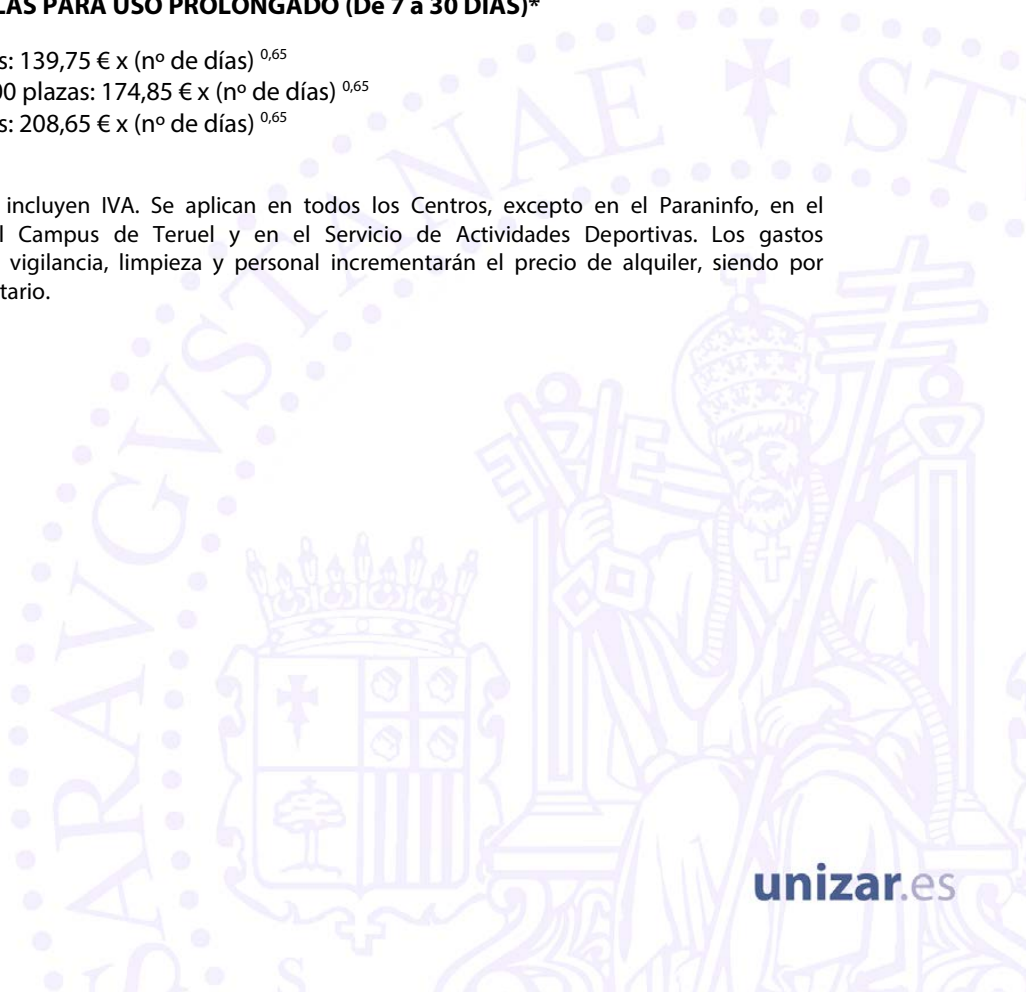 LAS PARA USO PROLONGADO (De 7 a 30 DÍAS)*
s: 139,75 € x (nº de días) 0,65
00 plazas: 174,85 € x (nº de días) 0,65
s: 208,65 € x (nº de días) 0,65
incluyen IVA. Se aplican en todos los Centros, excepto en el Paraninfo, en el
l Campus de Teruel y en el Servicio de Actividades Deportivas. Los gastos
vigilancia, limpieza y personal incrementarán el precio de alquiler, siendo por
tario.
SARAVGVSTANAE ST
unizar.es
S